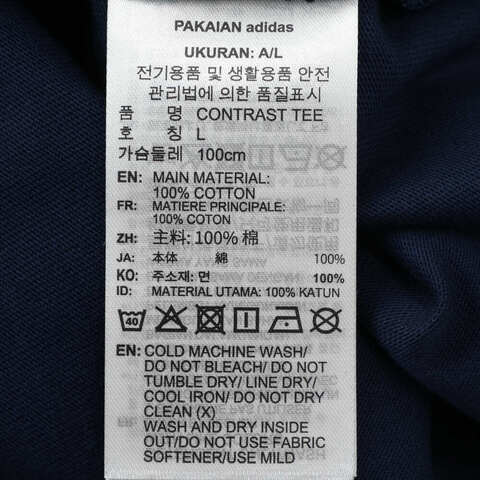 PAKAIAN adidas
UKURAN: A/L
전기용품 및 생활용품 안전
관리법에 의한 품질표시
품 명 CONTRAST TEE
호 칭 L
가슴둘레 100cm
EN: MAIN MATERIAL:
100% COTTON
FR: MATIERE PRINCIPALE:
100% COTON
ZH: 主料: 100% 棉
JA: 本体 綿 100%
KO: 주소재: 면 100%
ID: MATERIAL UTAMA: 100% KATUN
40
EN: COLD MACHINE WASH/
DO NOT BLEACH/ DO NOT
TUMBLE DRY/ LINE DRY/
COOL IRON/ DO NOT DRY
CLEAN (X)
WASH AND DRY INSIDE
OUT/DO NOT USE FABRIC
SOFTENER/USE MILD